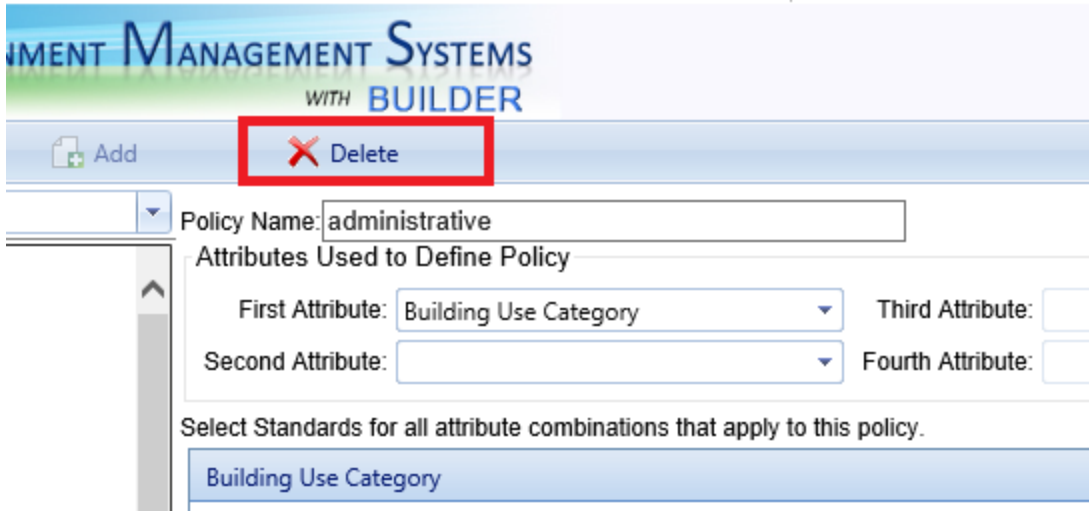 NMENT MANAGEMENT SYSTEMS
WITH BUILDER
Add Delete
Policy Name: administrative
Attributes Used to Define Policy
First Attribute: Building Use Category Third Attribute:
Second Attribute: Fourth Attribute:
Select Standards for all attribute combinations that apply to this policy.
Building Use Category